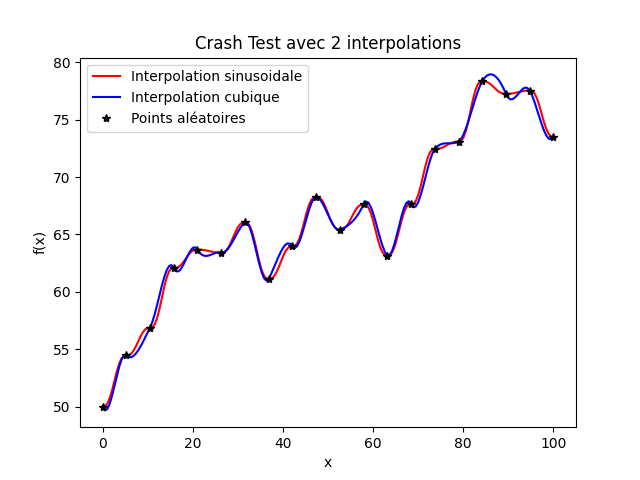 Crash Test avec 2 interpolations
Interpolation sinusoidale
Interpolation cubique
Points aléatoires
80
75
70
65
60
55
50
f(x)
0 20 40 60 80 100
x